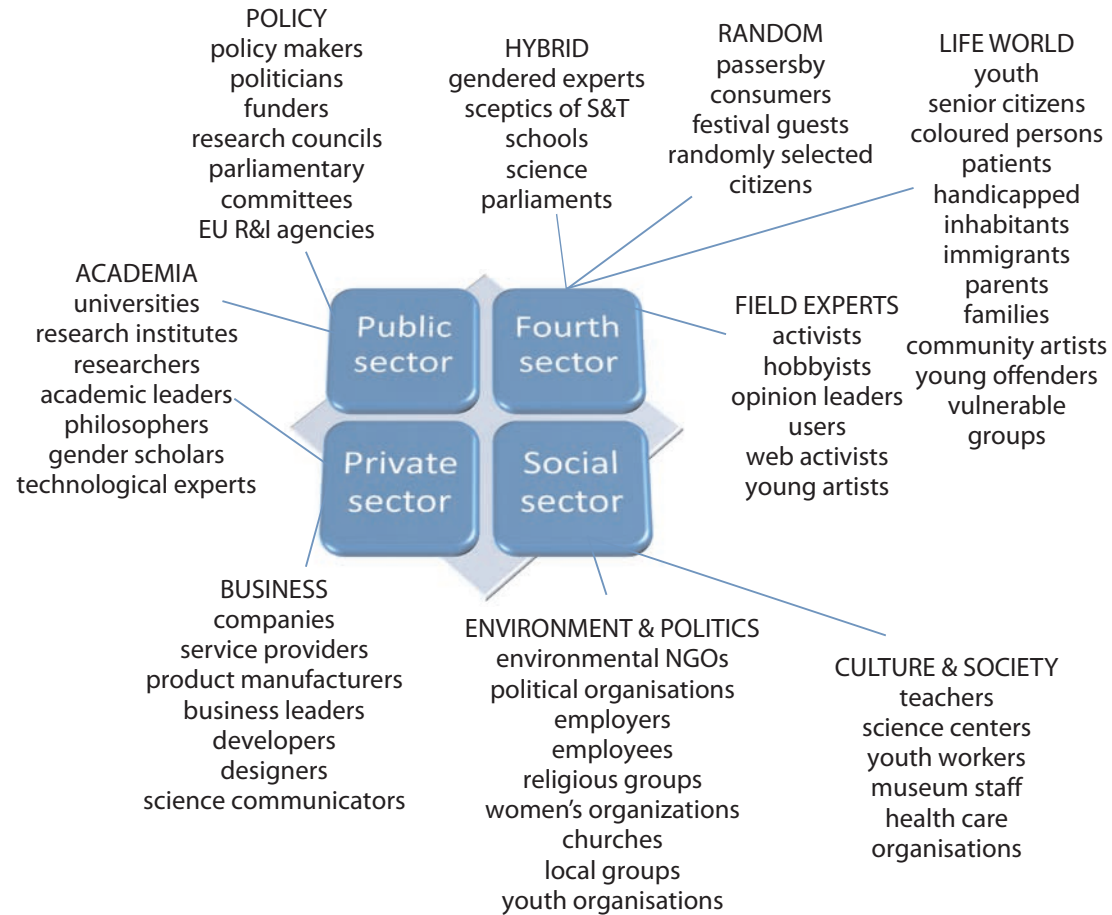 POLICY
policy makers
politicians
funders
research councils
parliamentary
committees
EU R&I agencies
HYBRID
gendered experts
sceptics of S&T
schools
science
parliaments
RANDOM
passersby
consumers
festival guests
randomly selected
citizens
LIFE WORLD
youth
senior citizens
coloured persons
patients
handicapped
inhabitants
immigrants
parents
families
community artists
young offenders
vulnerable
groups
ACADEMIA
universities
research institutes
researchers
academic leaders
philosophers
gender scholars
technological experts
Public
sector
Fourth
sector
Private
sector
Social
sector
FIELD EXPERTS
activists
hobbyists
opinion leaders
users
web activists
young artists
BUSINESS
companies
service providers
product manufacturers
business leaders
developers
designers
science communicators
ENVIRONMENT & POLITICS
environmental NGOs
political organisations
employers
employees
religious groups
women’s organizations
churches
local groups
youth organisations
CULTURE & SOCIETY
teachers
science centers
youth workers
museum staff
health care
organisations